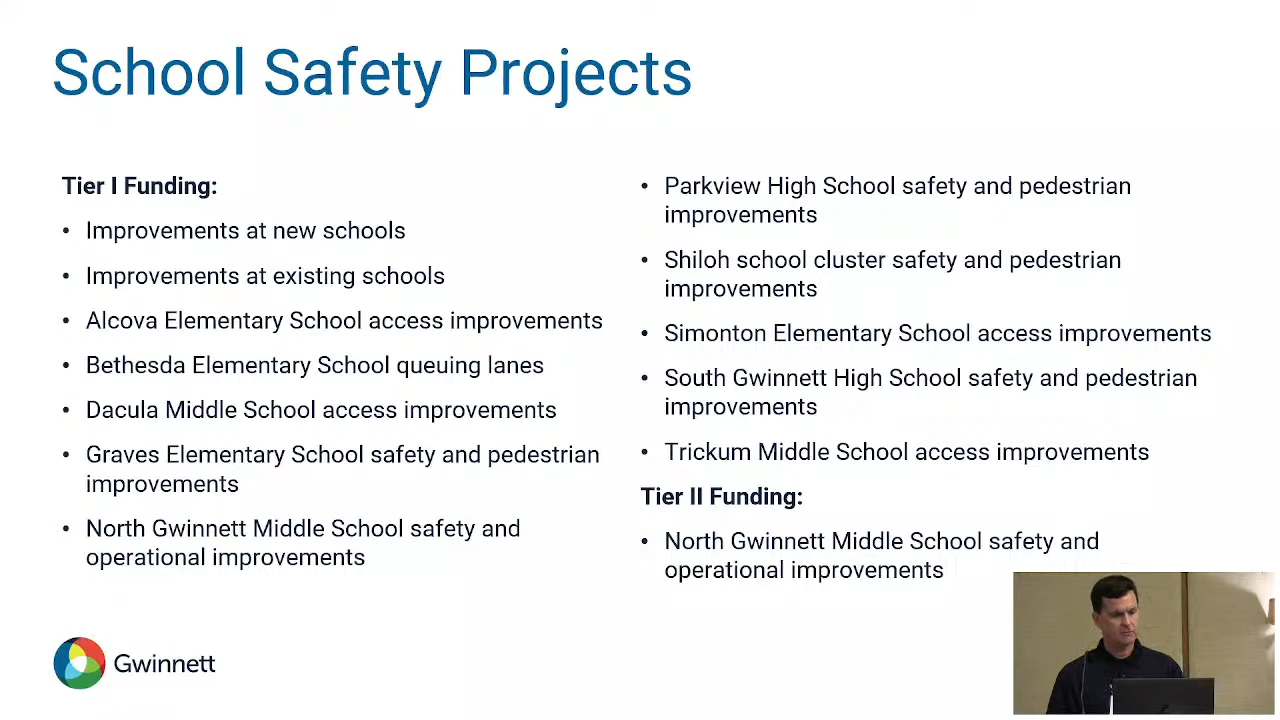 School Safety Projects
Tier I Funding:
• Improvements at new schools
• Improvements at existing schools
• Alcova Elementary School access improvements
• Bethesda Elementary School queuing lanes
• Dacula Middle School access improvements
• Graves Elementary School safety and pedestrian
improvements
• North Gwinnett Middle School safety and
operational improvements
• Parkview High School safety and pedestrian
improvements
• Shiloh school cluster safety and pedestrian
improvements
• Simonton Elementary School access improvements
• South Gwinnett High School safety and pedestrian
improvements
• Trickum Middle School access improvements
Tier II Funding:
• North Gwinnett Middle School safety and
operational improvements
Gwinnett